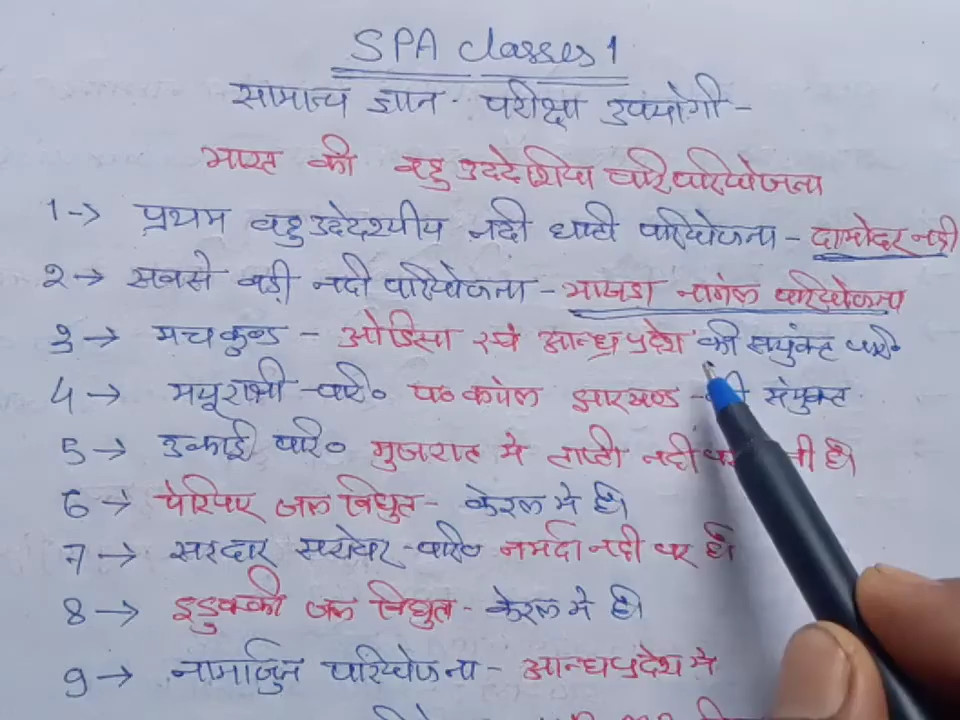 SPA Classes 1
सामान्य ज्ञान - परीक्षा उपयोगी -
भारत की बहु उददेशिय परियोजना
1-> प्रथम बहु उद्देश्यीय नदी घाटी परियोजना - दामोदर नदी
2-> सबसे बड़ी नदी परियोजना - भाखडा नांगल परियोजना
3-> मचकुण्ड - ओडिसा एवं आन्ध्र प्रदेश की संयुक्त परि०
4-> मयूराक्षी - परि० प० बंगाल झारखण्ड - संयुक्त
5-> उकाई परि० गुजरात मे ताप्ती नदी पर है।
6-> पेरियार जल विधुत - केरल मे है।
7-> सरदार सरोवर - परि० नर्मदा नदी पर है
8-> इडुक्की जल विधुत - केरल मे है।
9-> नागार्जुन परियोजना - आन्ध्रप्रदेश मे